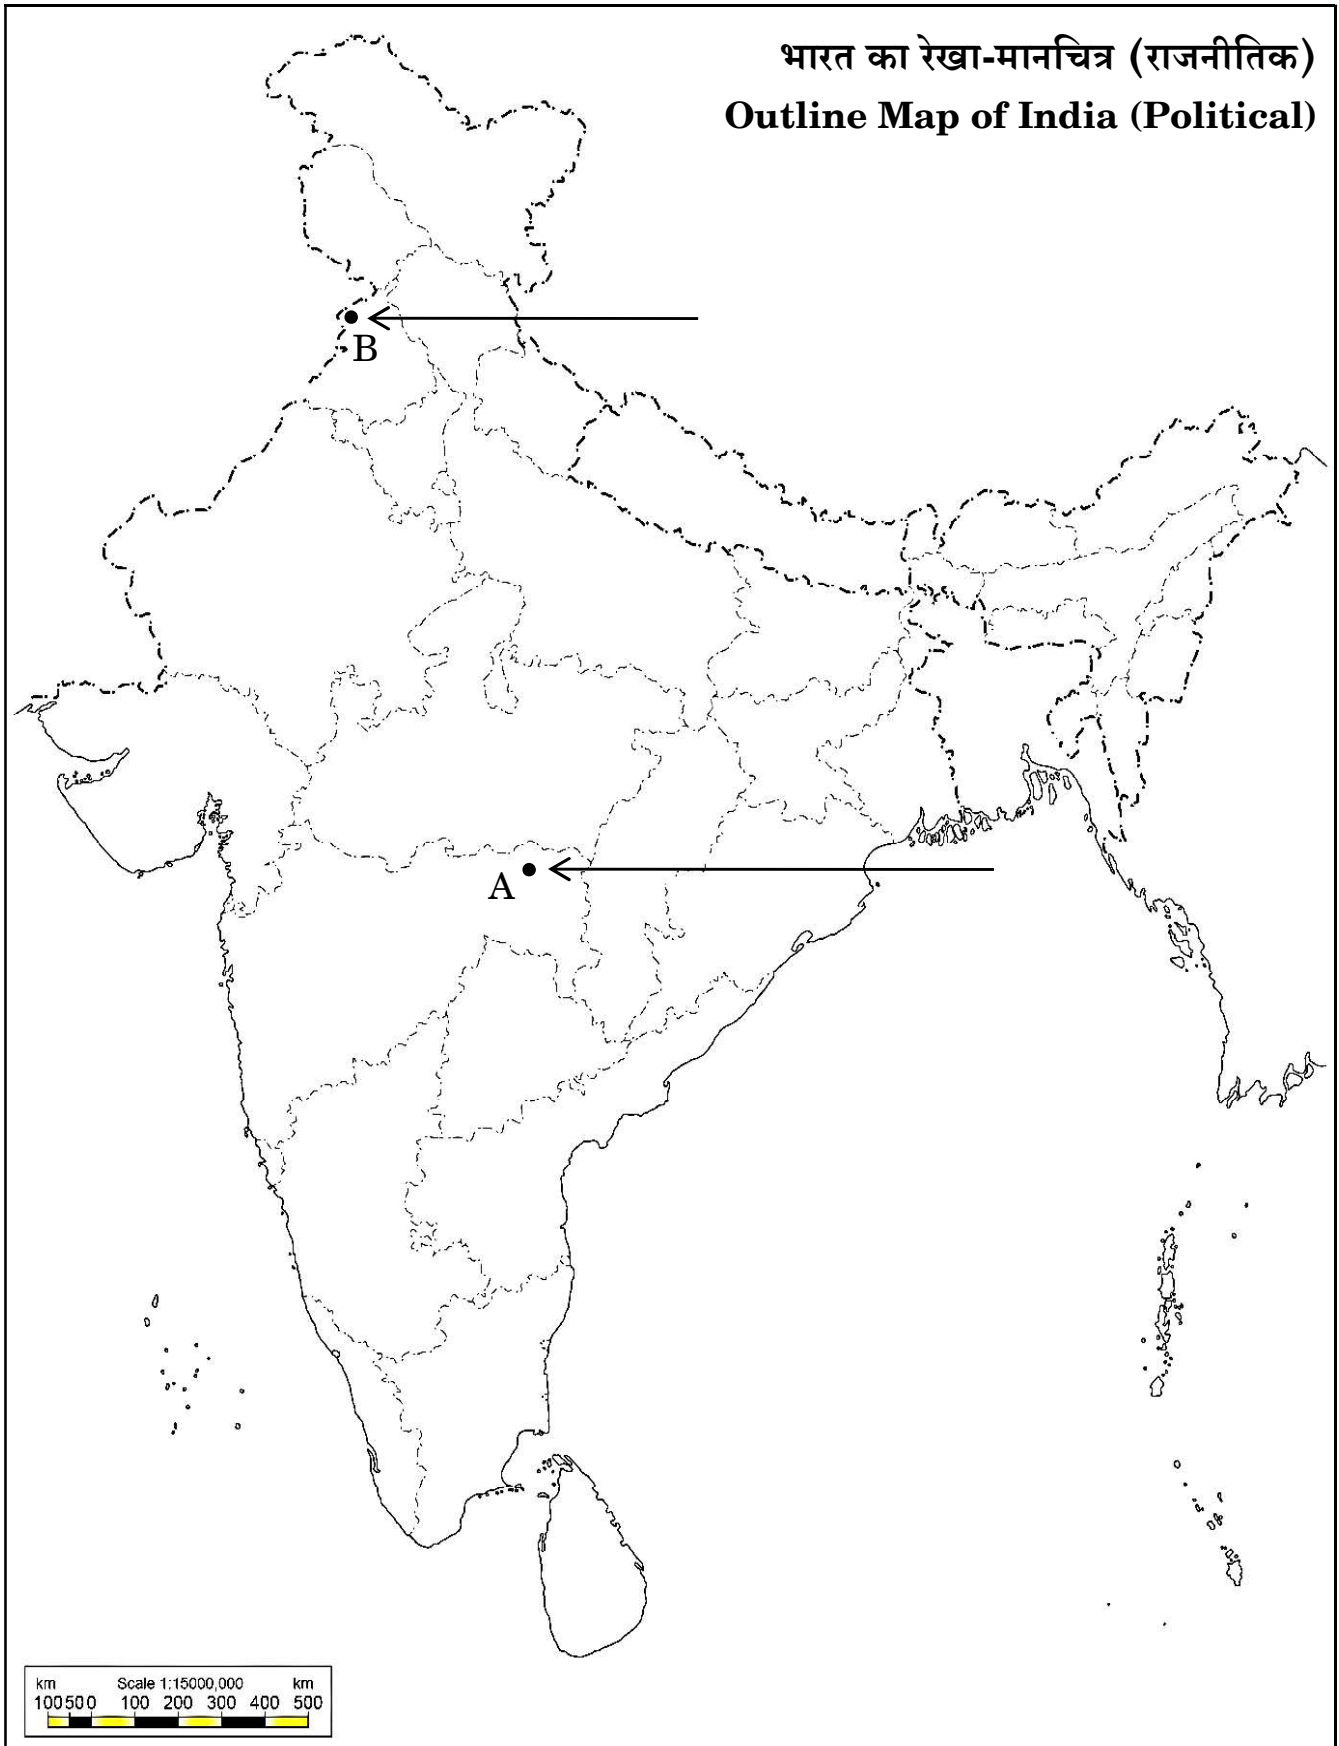 भारत का रेखा-मानचित्र (राजनीतिक)
Outline Map of India (Political)
B
A
km Scale 1:15000,000 km
100 50 0 100 200 300 400 500